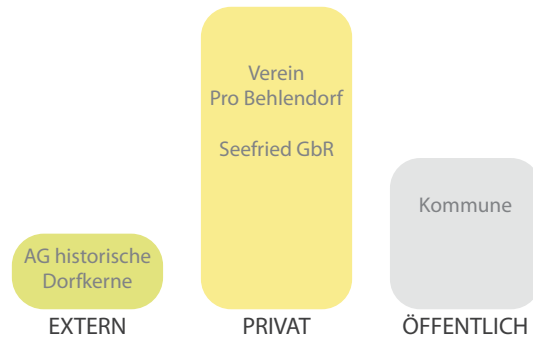 Verein
Pro Behlendorf
Seefried GbR
Kommune
AG historische
Dorfkerne
EXTERN
PRIVAT
ÖFFENTLICH